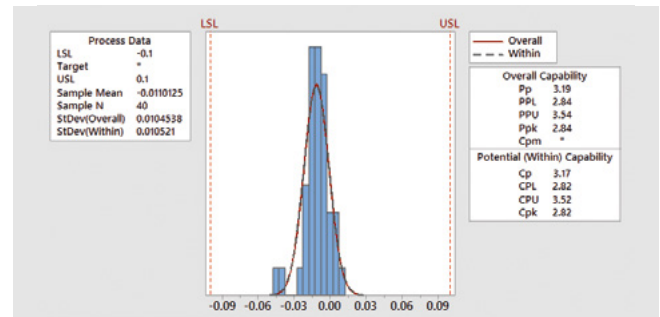 LSL
USL
Process Data
LSL -0.1
Target *
USL 0.1
Sample Mean -0.0110125
Sample N 40
StDev(Overall) 0.0104538
StDev(Within) 0.010521
Overall
Within
Overall Capability
Pp 3.19
PPL 2.84
PPU 3.54
Ppk 2.84
Cpm *
Potential (Within) Capability
Cp 3.17
CPL 2.82
CPU 3.52
Cpk 2.82
-0.09 -0.06 -0.03 0.00 0.03 0.06 0.09